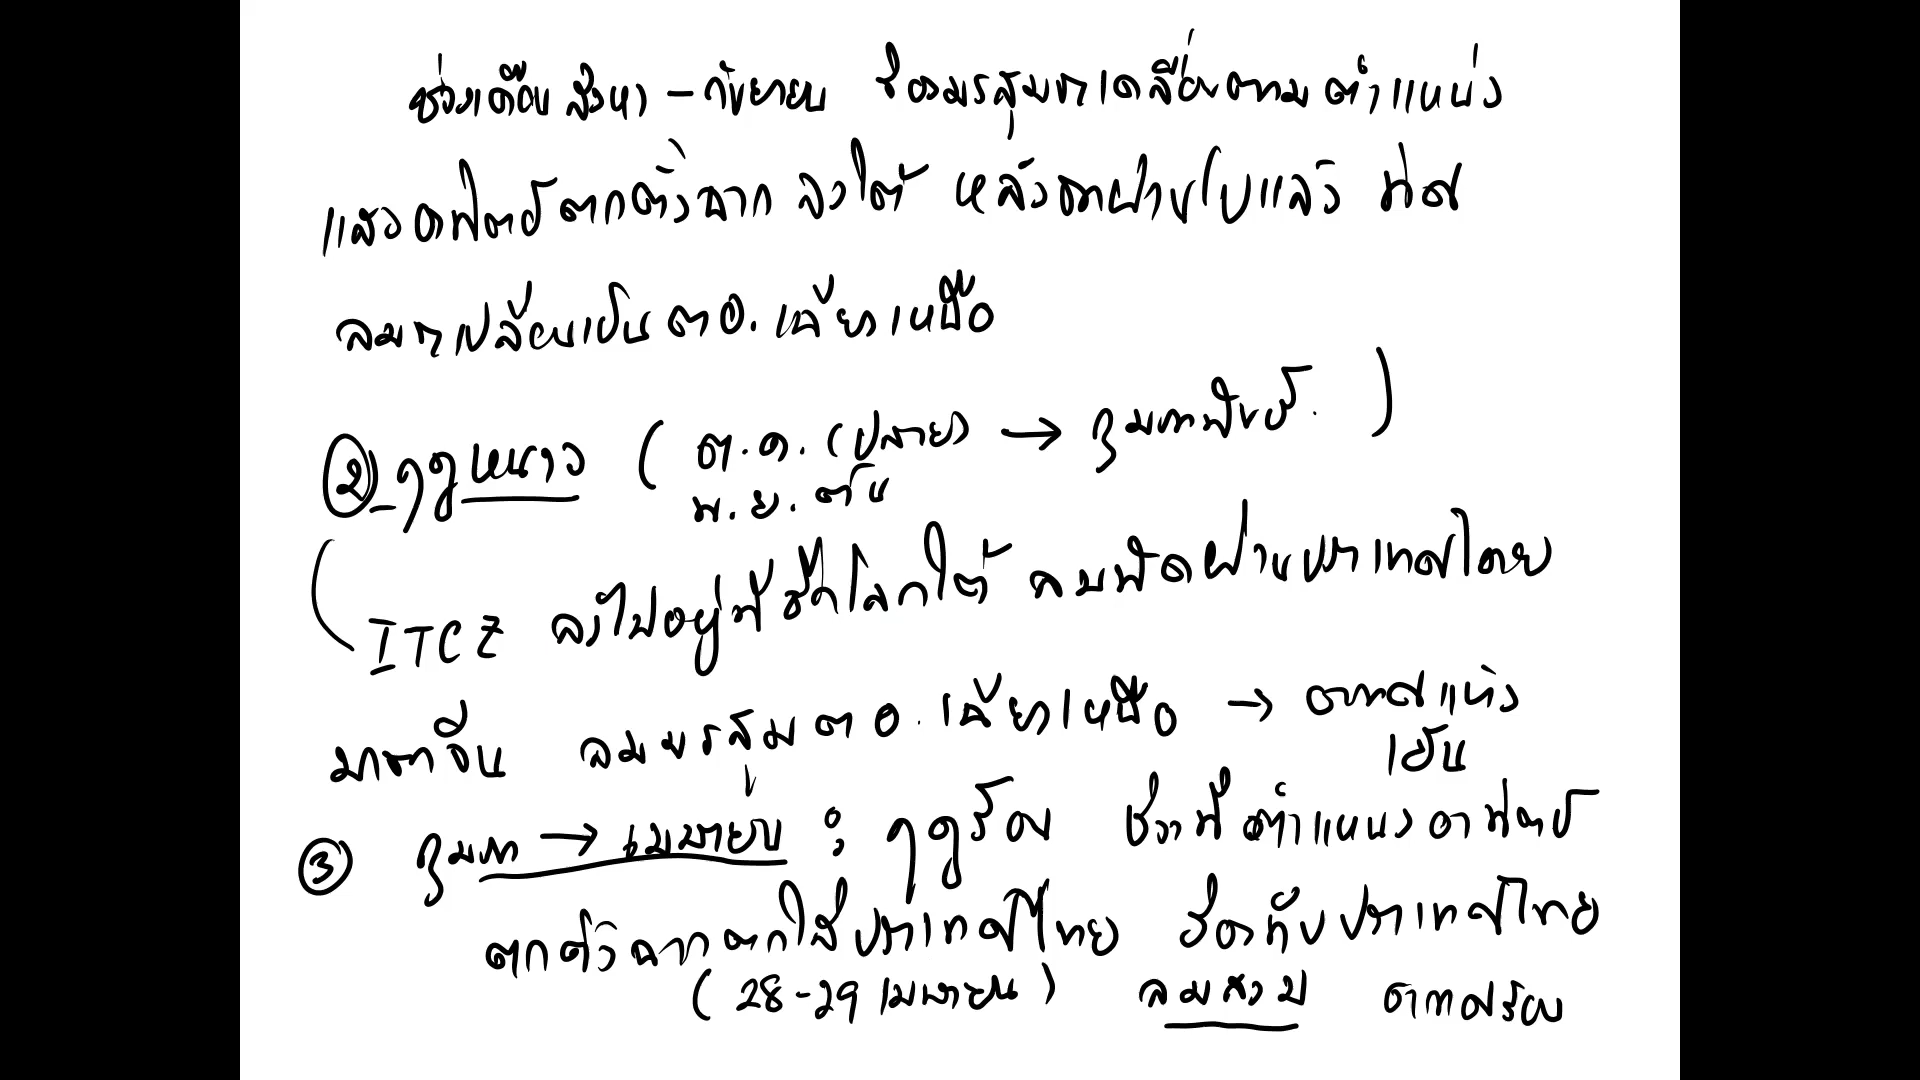 ช่วงเดือน สิงหา - กันยายน ร่องมรสุมจะเคลื่อนตามตำแหน่ง
แสงอาทิตย์ตกตั้งฉาก ลงใต้ หลังจากผ่านไปแล้ว ทิศ
ลมจะเปลี่ยนเป็น ตอ.เฉียงเหนือ
② ฤดูหนาว ( ต.ค. (ปลาย) → กุมภาพันธ์. )
พ.ย. ต้น
ITCZ ลงไปอยู่ที่ซีกโลกใต้ ลมพัดผ่านประเทศไทย
มาจากจีน ลมมรสุม ตอ.เฉียงเหนือ → อากาศแห้ง
เย็น
③ กุมภา → เมษายน : ฤดูร้อน ช่วงที่ตำแหน่งอาทิตย์
ตกตั้งฉากตกใส่ประเทศไทย ร่องทับประเทศไทย
( 28-29 เมษายน ) ลมสงบ อากาศร้อน